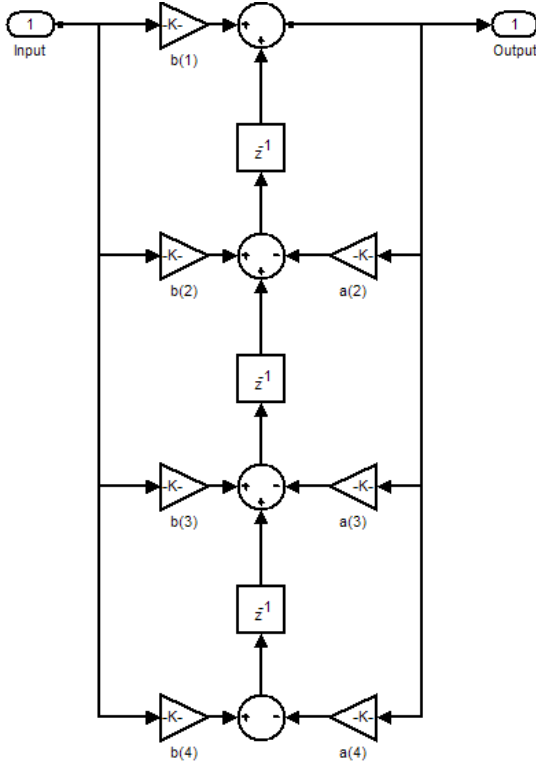 1
Input
-K-
b(1)
+
+
1
Output
z-1
-K-
b(2)
+
-
+
-K-
a(2)
z-1
-K-
b(3)
+
-
+
-K-
a(3)
z-1
-K-
b(4)
+
-
-K-
a(4)